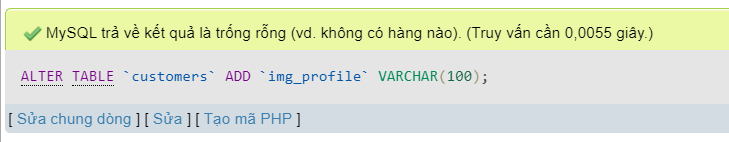 MySQL trả về kết quả là trống rỗng (vd. không có hàng nào). (Truy vấn cần 0,0055 giây.)
ALTER TABLE `customers` ADD `img_profile` VARCHAR(100);
[ Sửa chung dòng ] [ Sửa ] [ Tạo mã PHP ]